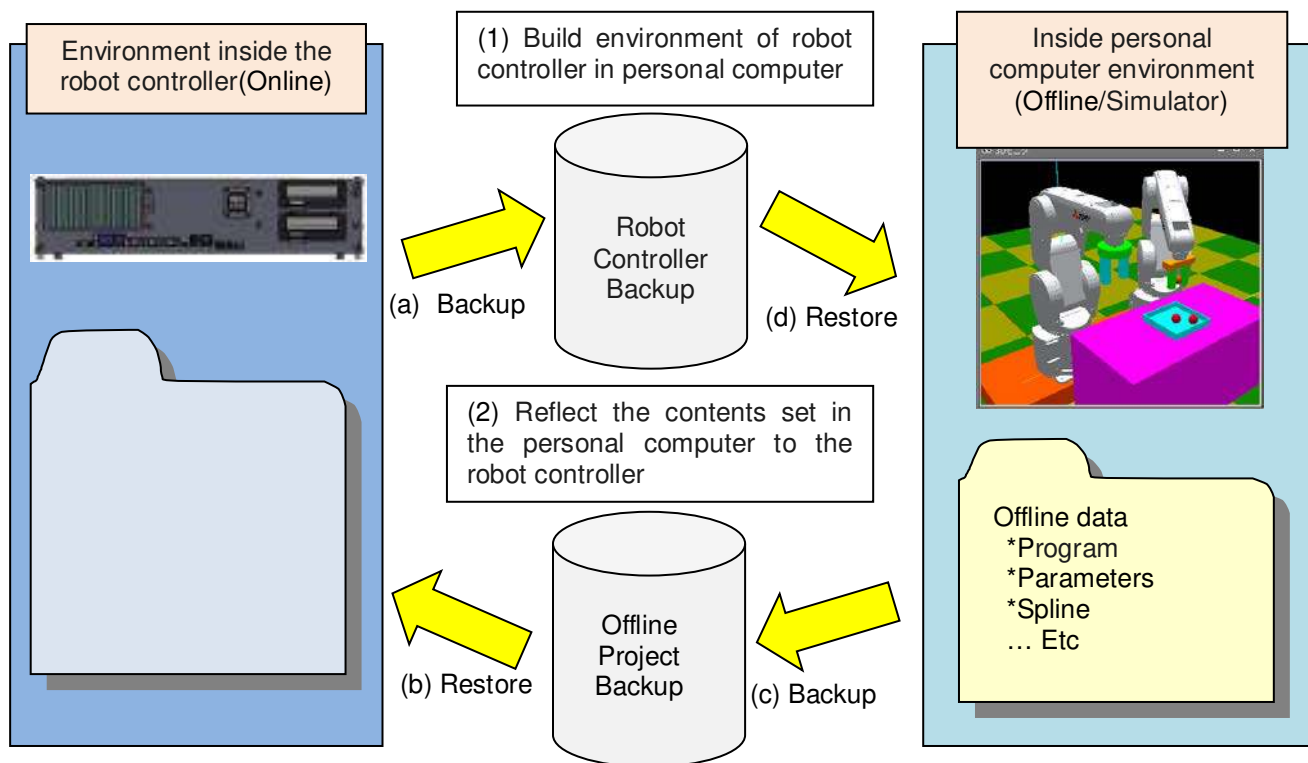 Environment inside the
robot controller(Online)
(1) Build environment of robot
controller in personal computer
Inside personal
computer environment
(Offline/Simulator)
Robot
Controller
Backup
(a) Backup
(d) Restore
(2) Reflect the contents set in
the personal computer to the
robot controller
Offline data
*Program
*Parameters
*Spline
… Etc
Offline
Project
Backup
(b) Restore
(c) Backup